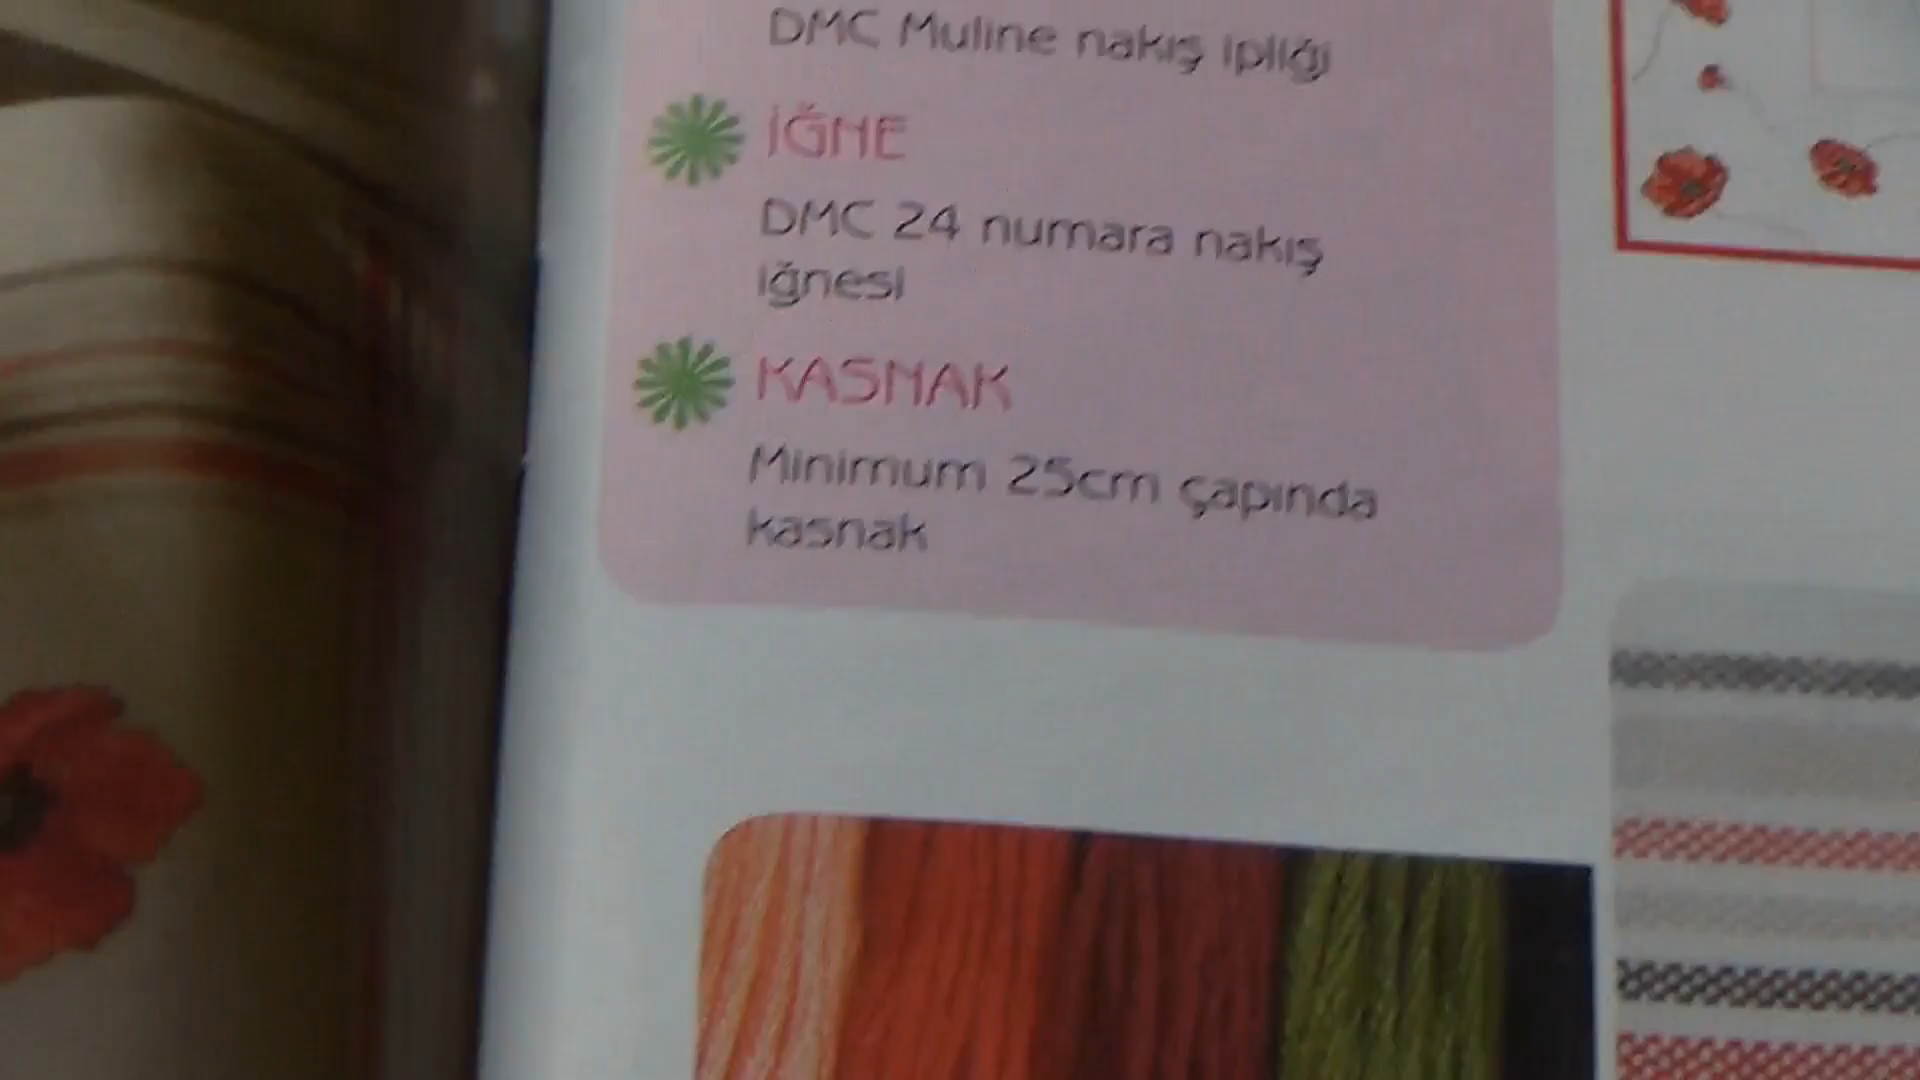 DMC Muline nakış ipliği
İĞNE
DMC 24 numara nakış
iğnesi
KASNAK
Minimum 25cm çapında
kasnak